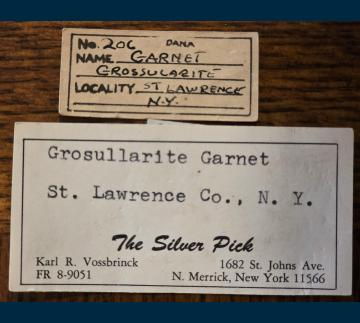 No. 206 DANA
NAME GARNET
GROSSULARITE
LOCALITY ST. LAWRENCE
N.Y.
Grosullarite Garnet
St. Lawrence Co., N. Y.
The Silver Pick
Karl R. Vossbrinck 1682 St. Johns Ave.
FR 8-9051 N. Merrick, New York 11566